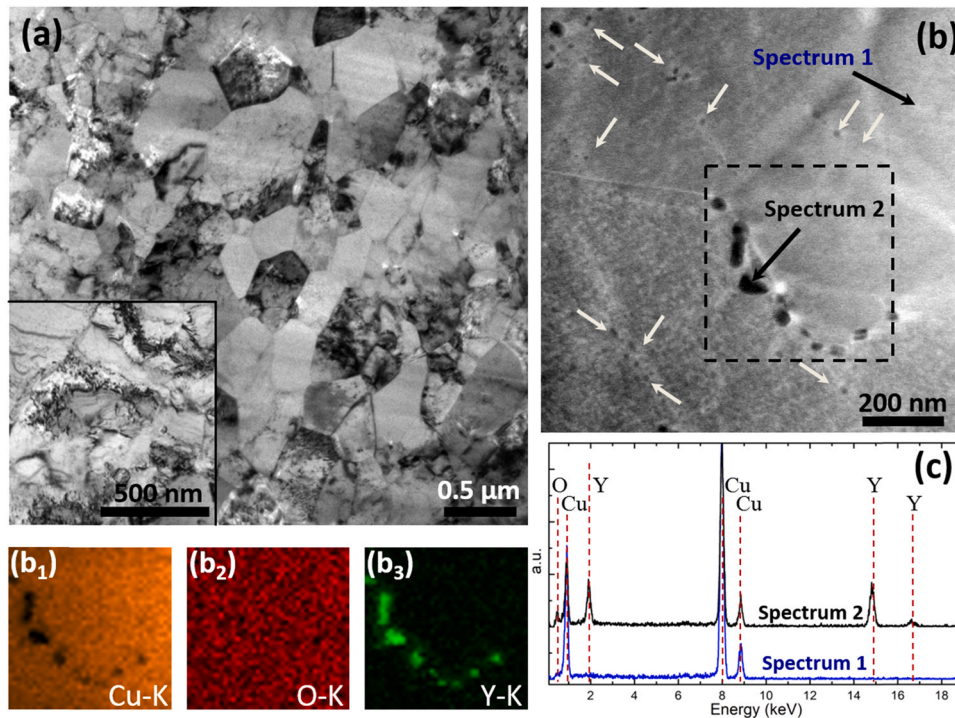 (a)
500 nm
0.5 μm
(b)
Spectrum 1
Spectrum 2
200 nm
(b1)
Cu-K
(b2)
O-K
(b3)
Y-K
(c)
O Y Cu Y Y
Cu Cu
a.u.
Spectrum 2
Spectrum 1
2 4 6 8 10 12 14 16 18
Energy (keV)